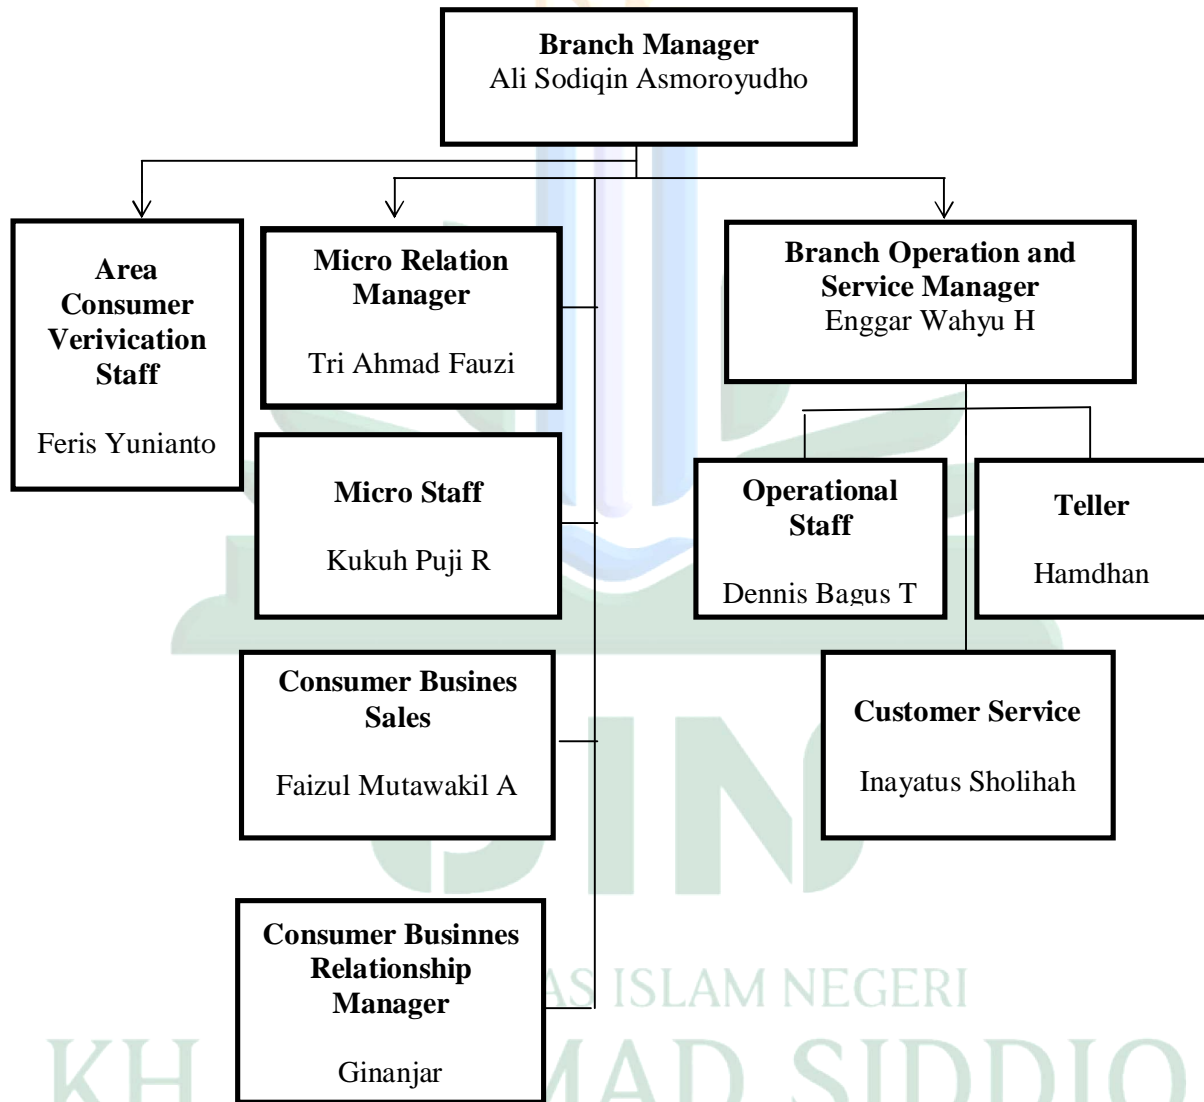 Branch Manager
Ali Sodiqin Asmoroyudho
Area
Consumer
Verivication
Staff
Feris Yunianto
Micro Relation
Manager
Tri Ahmad Fauzi
Branch Operation and
Service Manager
Enggar Wahyu H
Micro Staff
Kukuh Puji R
Operational
Staff
Dennis Bagus T
Teller
Hamdhan
Consumer Busines
Sales
Faizul Mutawakil A
Customer Service
Inayatus Sholihah
Consumer Businnes
Relationship
Manager
Ginanjar
UIN
AS ISLAM NEGERI
KH MAD SIDDIQ